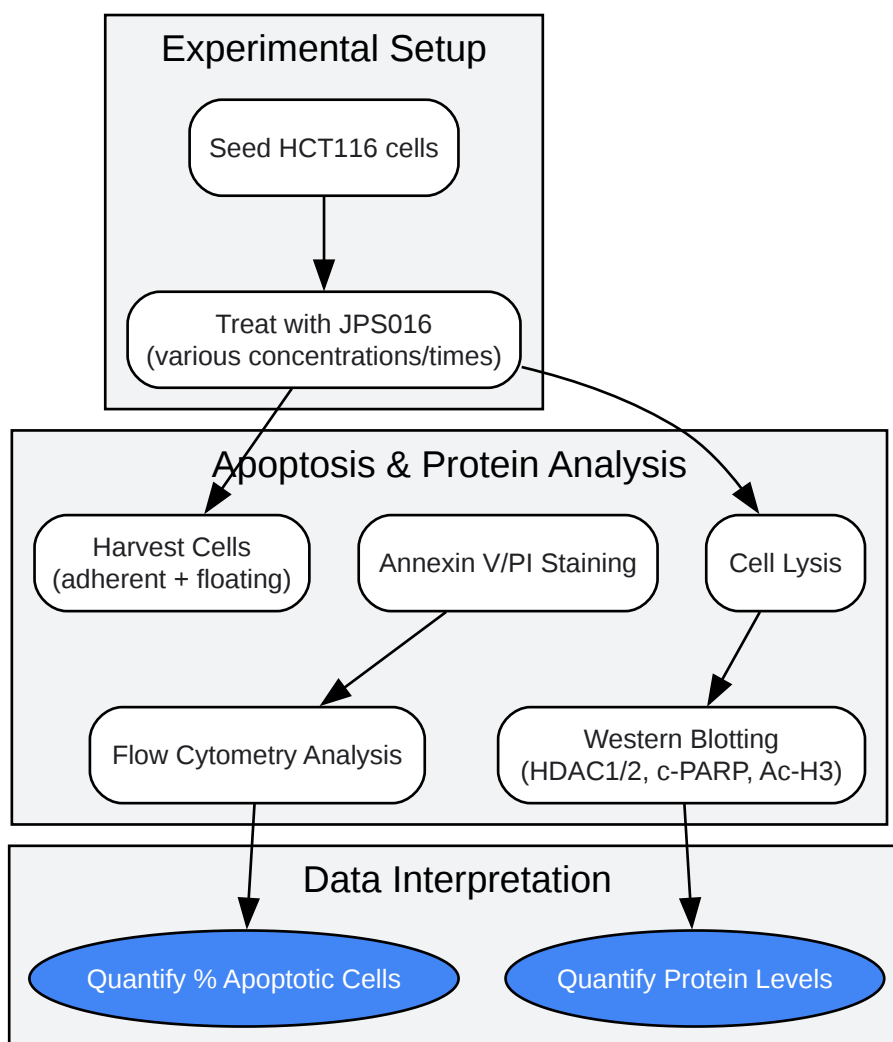 Experimental Setup
Seed HCT116 cells
Treat with JPS016
(various concentrations/times)
Apoptosis & Protein Analysis
Harvest Cells
(adherent + floating)
Annexin V/PI Staining
Cell Lysis
Flow Cytometry Analysis
Western Blotting
(HDAC1/2, c-PARP, Ac-H3)
Data Interpretation
Quantify % Apoptotic Cells
Quantify Protein Levels